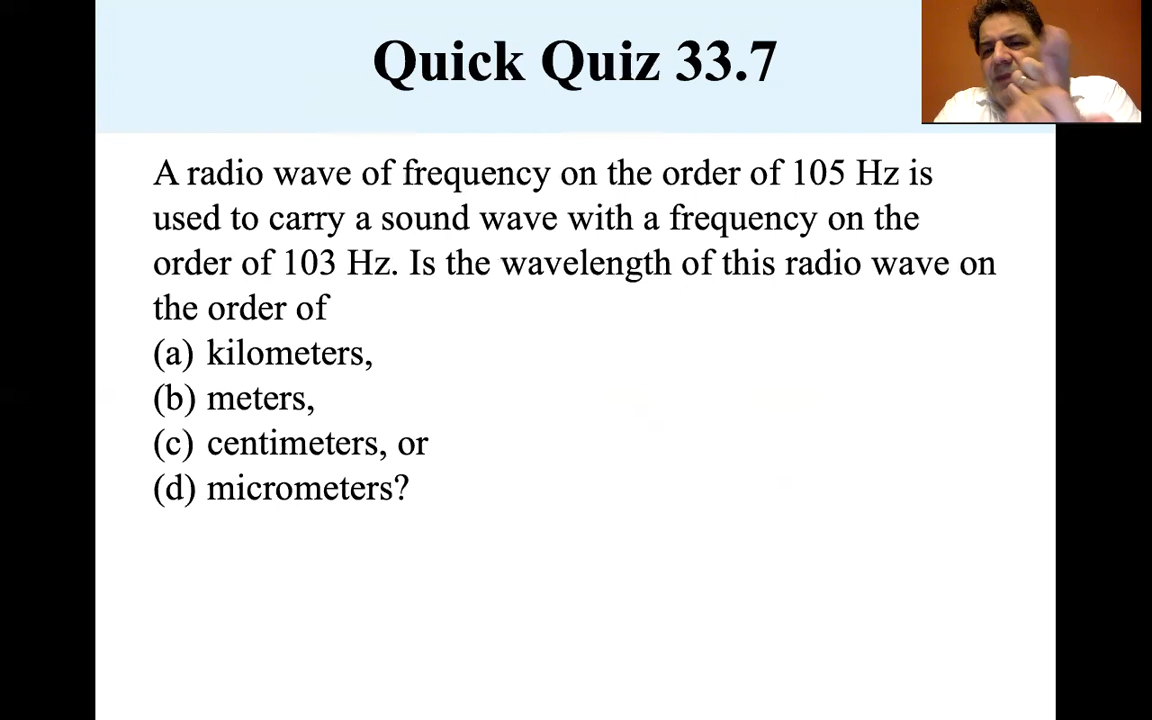 Quick Quiz 33.7
A radio wave of frequency on the order of 105 Hz is
used to carry a sound wave with a frequency on the
order of 103 Hz. Is the wavelength of this radio wave on
the order of
(a) kilometers,
(b) meters,
(c) centimeters, or
(d) micrometers?